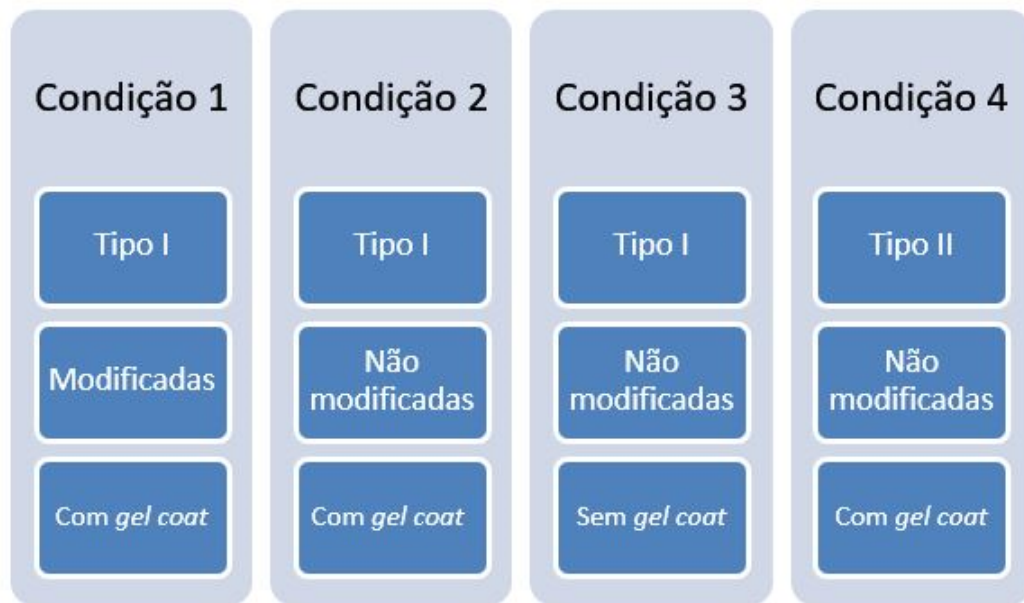 Condição 1
Tipo I
Modificadas
Com gel coat
Condição 2
Tipo I
Não
modificadas
Com gel coat
Condição 3
Tipo I
Não
modificadas
Sem gel coat
Condição 4
Tipo II
Não
modificadas
Com gel coat